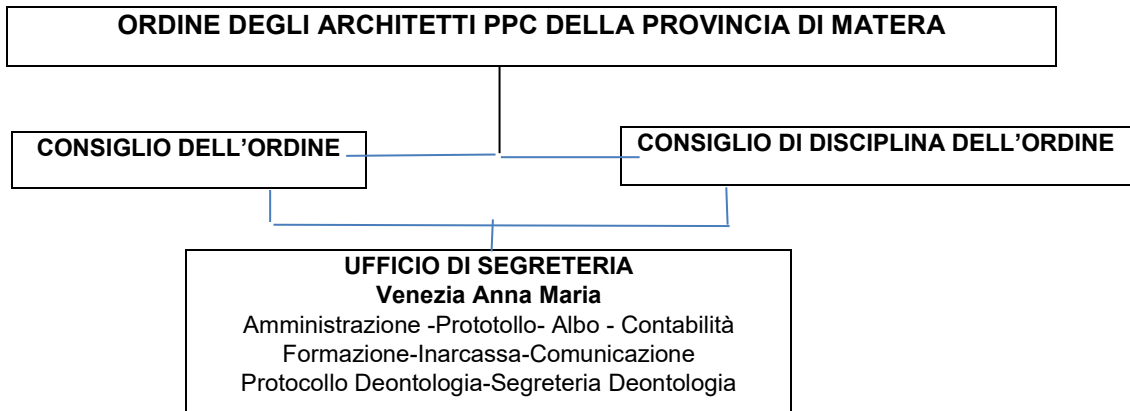 ORDINE DEGLI ARCHITETTI PPC DELLA PROVINCIA DI MATERA
CONSIGLIO DELL’ORDINE
CONSIGLIO DI DISCIPLINA DELL’ORDINE
UFFICIO DI SEGRETERIA
Venezia Anna Maria
Amministrazione -Prototollo- Albo - Contabilità
Formazione-Inarcassa-Comunicazione
Protocollo Deontologia-Segreteria Deontologia